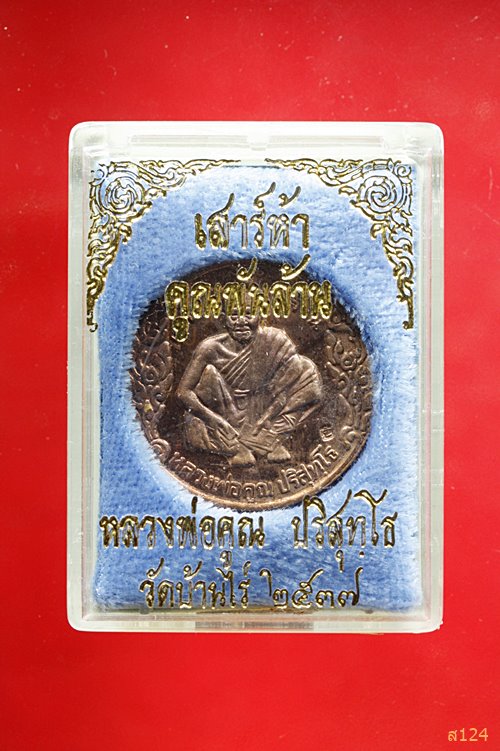 เสาร์ห้า
คูณพันล้าน
หลวงพ่อคูณ ปริสุทฺโธ
หลวงพ่อคูณ ปริสุทฺโธ
วัดบ้านไร่ ๒๕๓๗
ส124